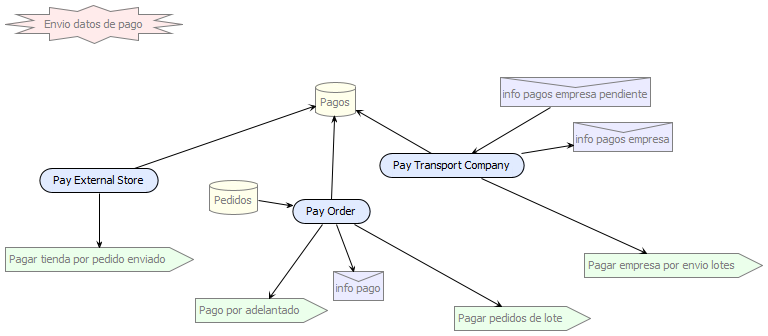 Envio datos de pago
Pagos
info pagos empresa pendiente
info pagos empresa
Pay External Store
Pay Transport Company
Pedidos
Pay Order
Pagar tienda por pedido enviado
Pagar empresa por envio lotes
info pago
Pago por adelantado
Pagar pedidos de lote